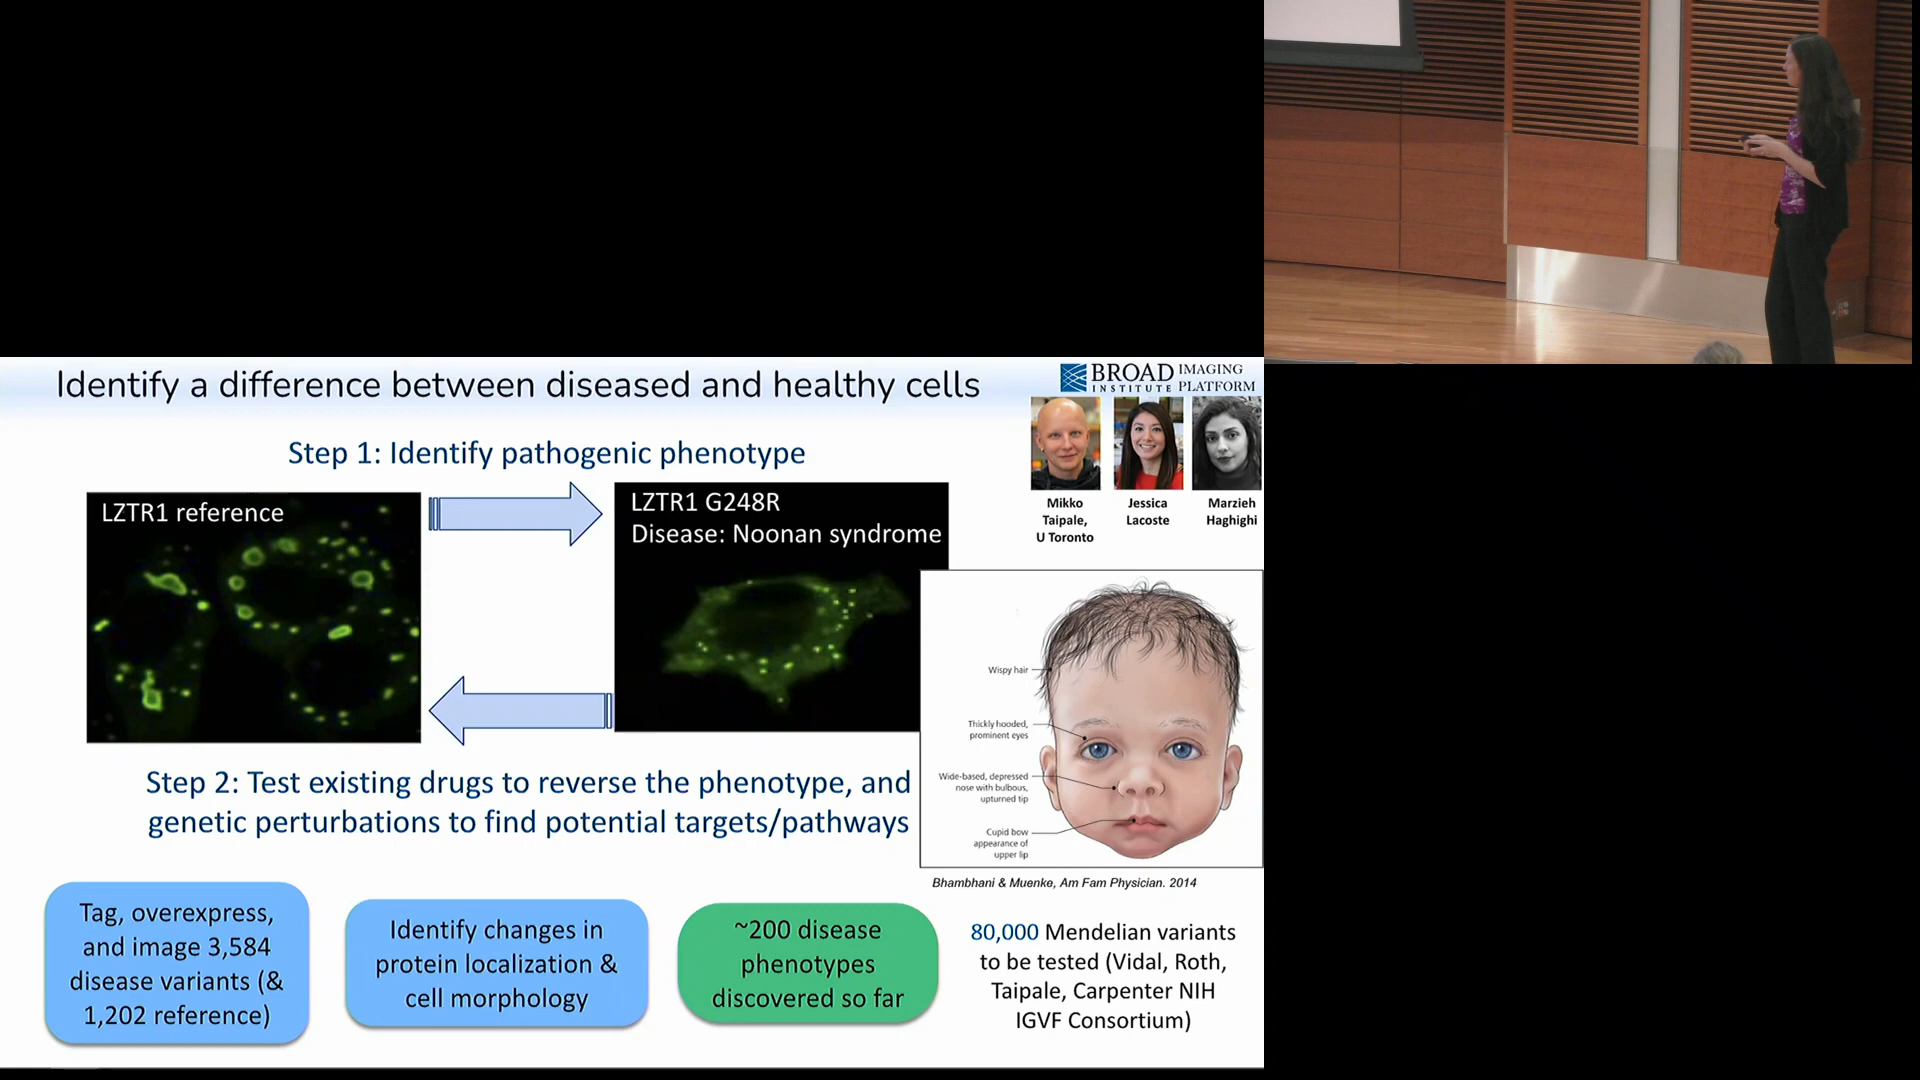 Identify a difference between diseased and healthy cells
BROAD
INSTITUTE
IMAGING
PLATFORM
Mikko
Taipale,
U Toronto
Jessica
Lacoste
Marzieh
Haghighi
Step 1: Identify pathogenic phenotype
LZTR1 reference
LZTR1 G248R
Disease: Noonan syndrome
Wispy hair
Thickly hooded,
prominent eyes
Wide-based, depressed
nose with bulbous,
upturned tip
Cupid bow
appearance of
upper lip
Bhambhani & Muenke, Am Fam Physician. 2014
Step 2: Test existing drugs to reverse the phenotype, and
genetic perturbations to find potential targets/pathways
Tag, overexpress,
and image 3,584
disease variants (&
1,202 reference)
Identify changes in
protein localization &
cell morphology
~200 disease
phenotypes
discovered so far
80,000 Mendelian variants
to be tested (Vidal, Roth,
Taipale, Carpenter NIH
IGVF Consortium)